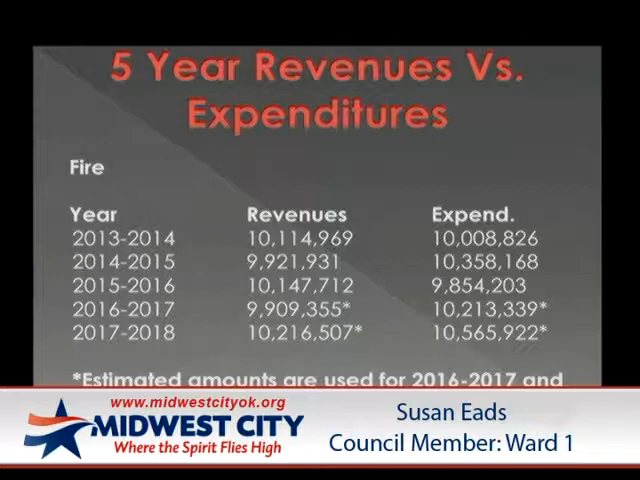 5 Year Revenues Vs.
Expenditures
Fire
Year Revenues Expend.
2013-2014 10,114,969 10,008,826
2014-2015 9,921,931 10,358,168
2015-2016 10,147,712 9,854,203
2016-2017 9,909,355* 10,213,339*
2017-2018 10,216,507* 10,565,922*
*Estimated amounts are used for 2016-2017 and
www.midwestcityok.org
MIDWEST CITY
Where the Spirit Flies High
Susan Eads
Council Member: Ward 1